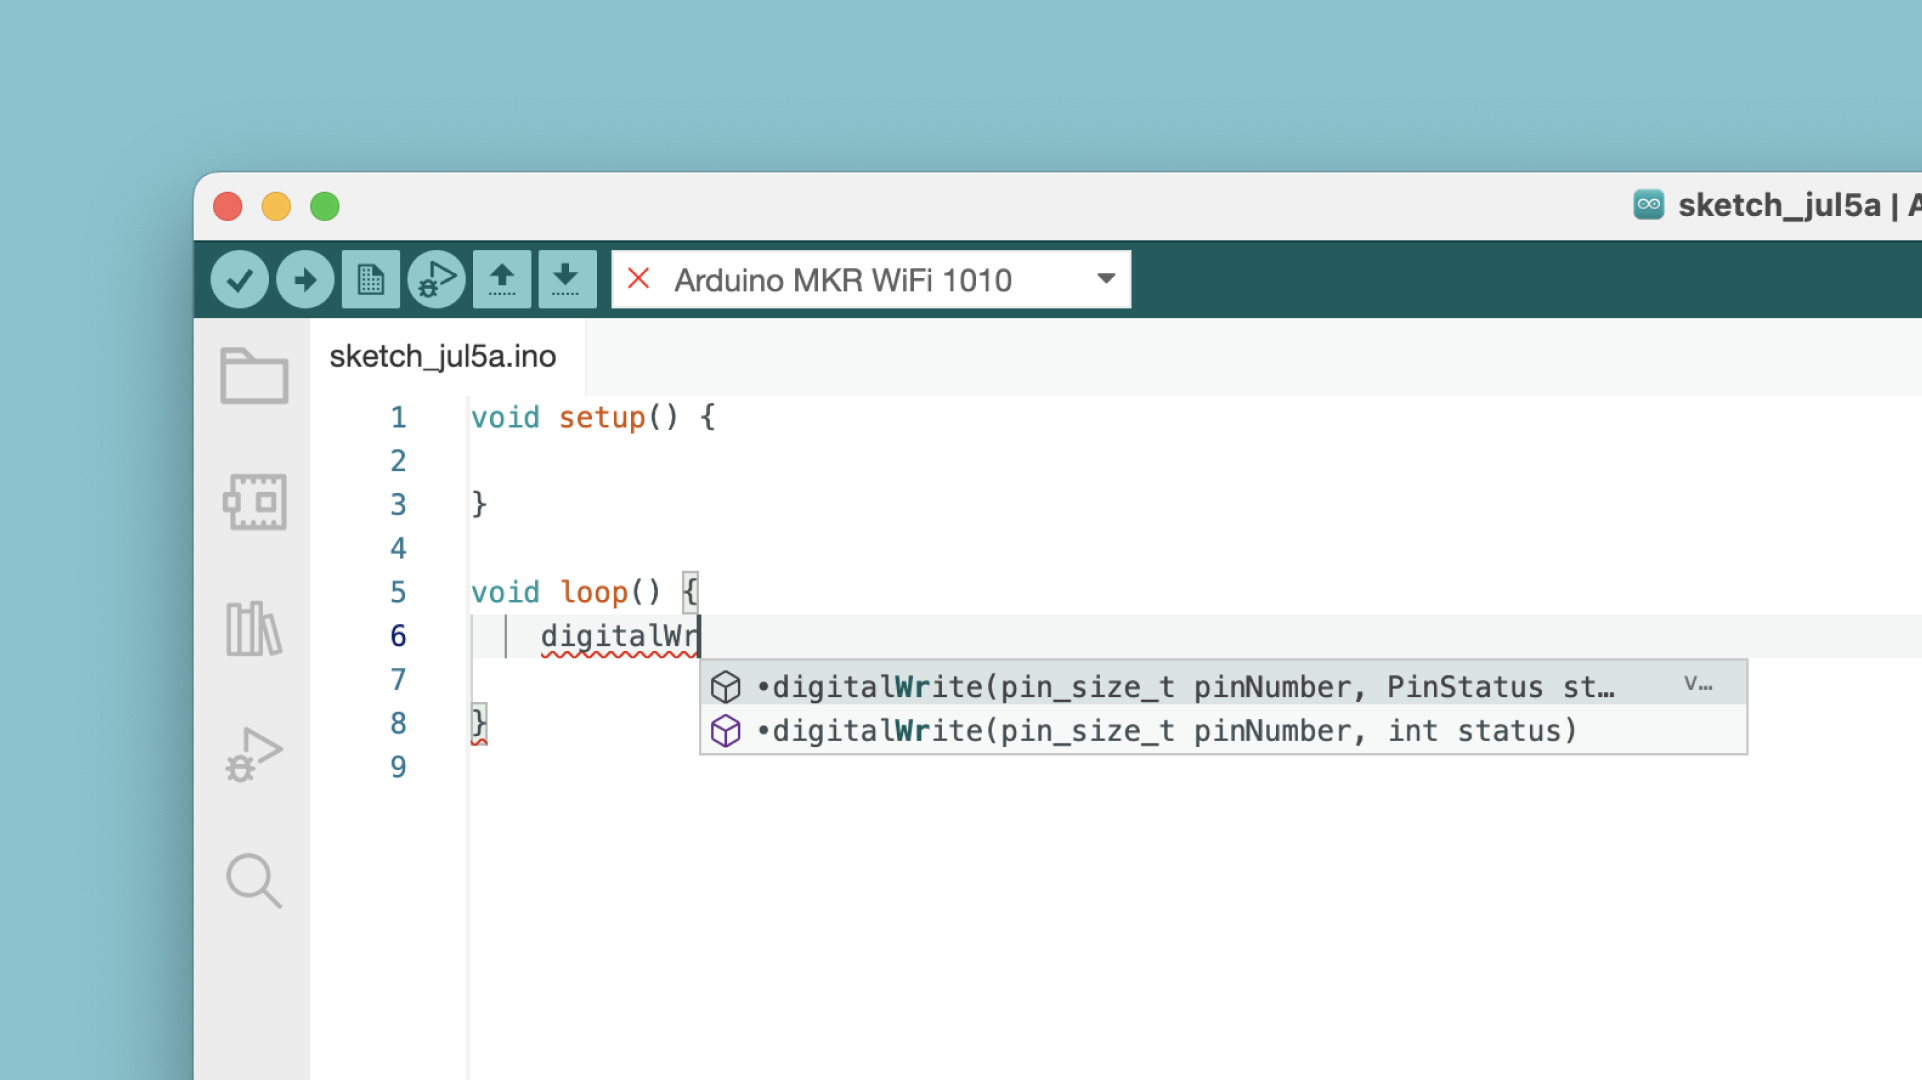 sketch_jul5a | A
Arduino MKR WiFi 1010
sketch_jul5a.ino
1 void setup() {
2
3 }
4
5 void loop() {
6 digitalWr
•digitalWrite(pin_size_t pinNumber, PinStatus st… v…
•digitalWrite(pin_size_t pinNumber, int status)
7
8 }
9